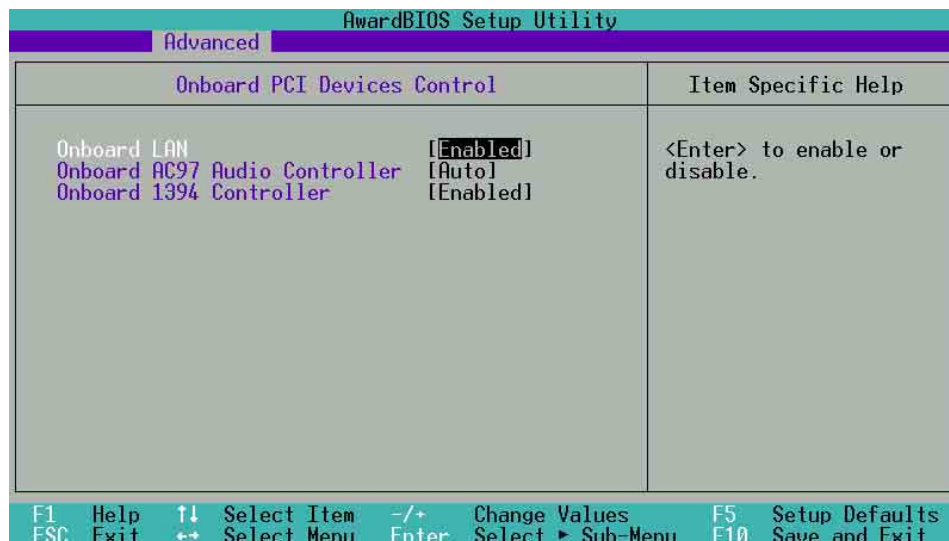 AwardBIOS Setup Utility
Advanced
Onboard PCI Devices Control
Item Specific Help
Onboard LAN [Enabled]
Onboard AC97 Audio Controller [Auto]
Onboard 1394 Controller [Enabled]
<Enter> to enable or
disable.
F1 Help ↑↓ Select Item -/+ Change Values F5 Setup Defaults
ESC Exit ←→ Select Menu Enter Select ► Sub-Menu F10 Save and Exit